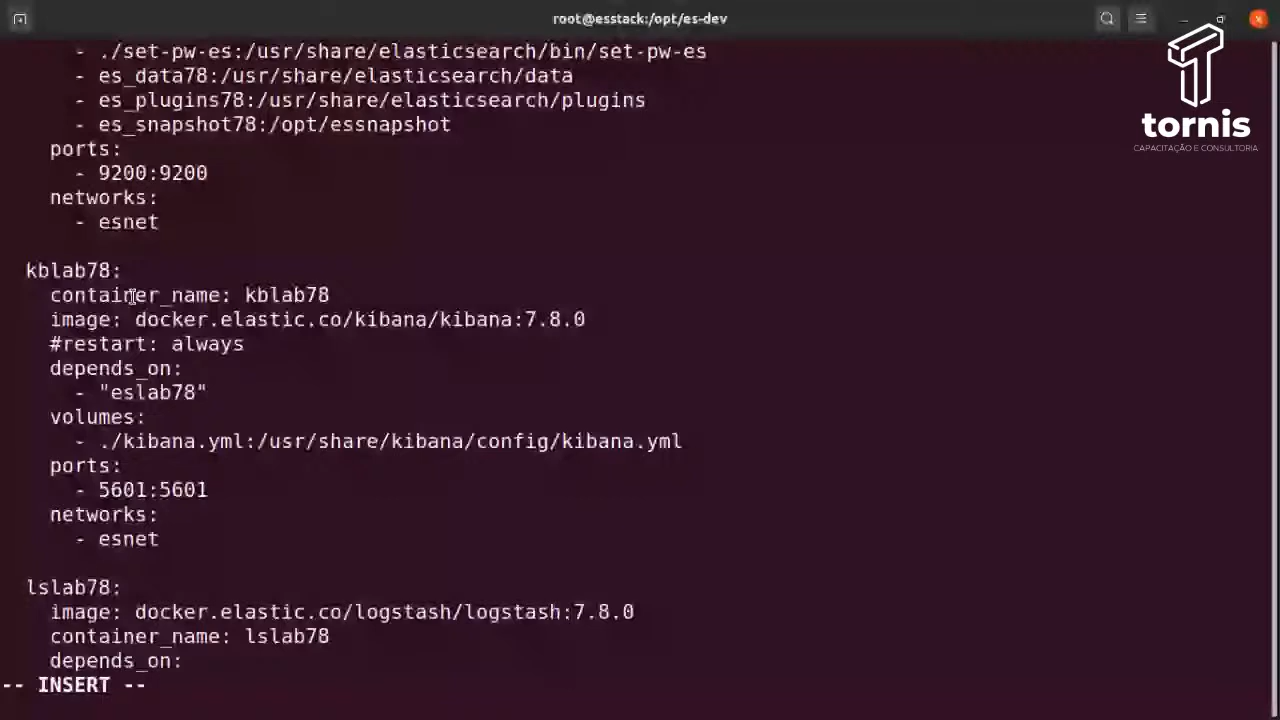 root@esstack:/opt/es-dev
- ./set-pw-es:/usr/share/elasticsearch/bin/set-pw-es
- es_data78:/usr/share/elasticsearch/data
- es_plugins78:/usr/share/elasticsearch/plugins
- es_snapshot78:/opt/essnapshot
ports:
- 9200:9200
networks:
- esnet
kblab78:
container_name: kblab78
image: docker.elastic.co/kibana/kibana:7.8.0
#restart: always
depends_on:
- "eslab78"
volumes:
- ./kibana.yml:/usr/share/kibana/config/kibana.yml
ports:
- 5601:5601
networks:
- esnet
lslab78:
image: docker.elastic.co/logstash/logstash:7.8.0
container_name: lslab78
depends_on:
-- INSERT --
tornis
CAPACITAÇÃO E CONSULTORIA